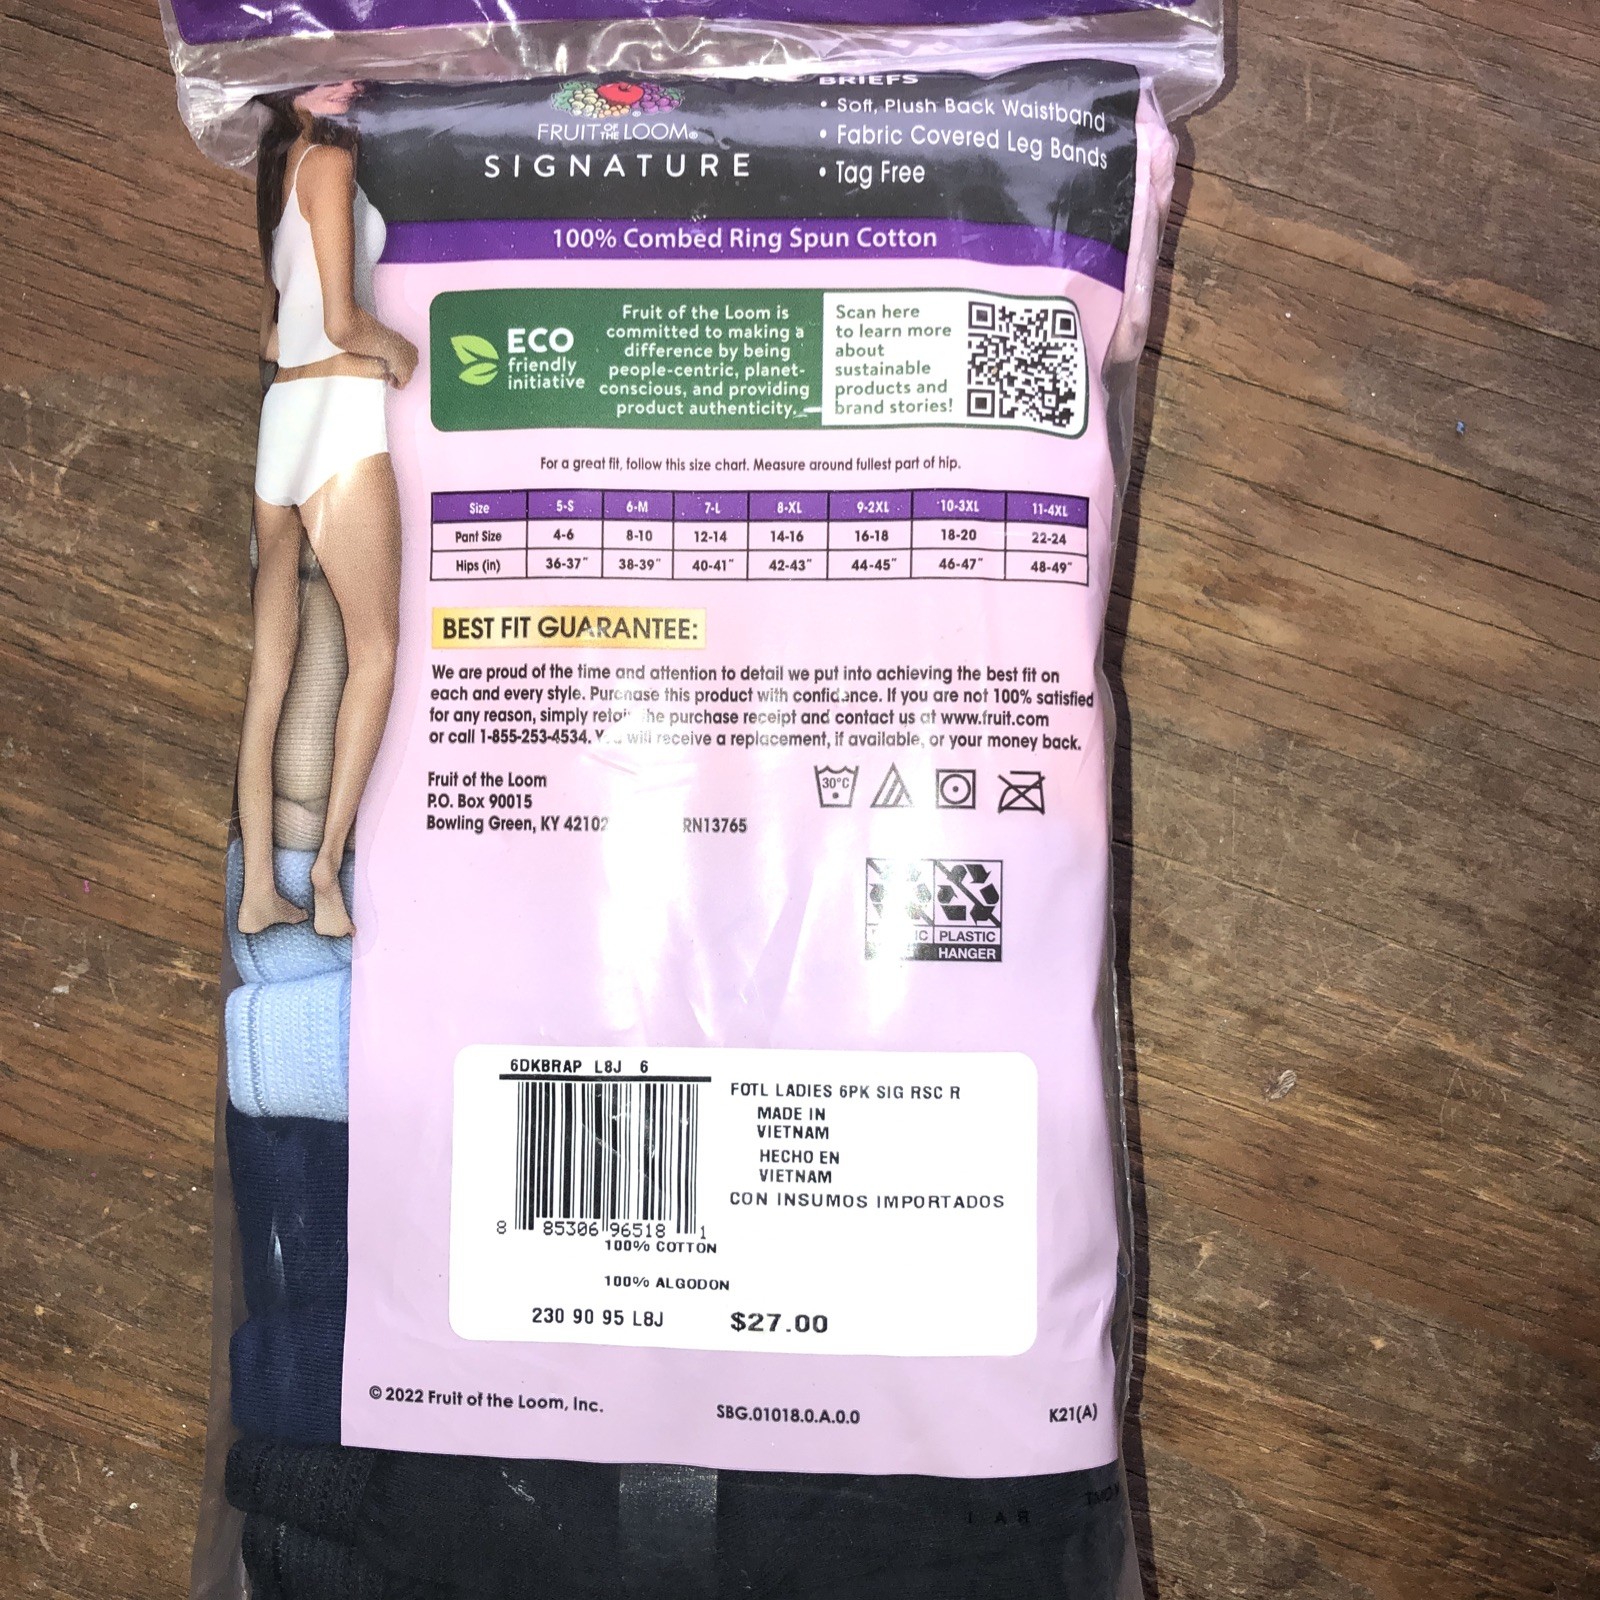 BRIEFS
• Soft, Plush Back Waistband
• Fabric Covered Leg Bands
• Tag Free
FRUIT OF THE LOOM®
SIGNATURE
100% Combed Ring Spun Cotton
ECO
friendly
initiative
Fruit of the Loom is
committed to making a
difference by being
people-centric, planet-
conscious, and providing
product authenticity.
Scan here
to learn more
about
sustainable
products and
brand stories!
For a great fit, follow this size chart. Measure around fullest part of hip.
Size 5-S 6-M 7-L 8-XL 9-2XL 10-3XL 11-4XL
Pant Size 4-6 8-10 12-14 14-16 16-18 18-20 22-24
Hips (in) 36-37" 38-39" 40-41" 42-43" 44-45" 46-47" 48-49"
BEST FIT GUARANTEE:
We are proud of the time and attention to detail we put into achieving the best fit on
each and every style. Purchase this product with confidence. If you are not 100% satisfied
for any reason, simply retain the purchase receipt and contact us at www.fruit.com
or call 1-855-253-4534. You will receive a replacement, if available, or your money back.
Fruit of the Loom
P.O. Box 90015
Bowling Green, KY 42102
RN13765
30°C
PLASTIC
HANGER
6DKBRAP L8J 6
8 85306 96518 1
100% COTTON
100% ALGODON
230 90 95 L8J
$27.00
FOTL LADIES 6PK SIG RSC R
MADE IN
VIETNAM
HECHO EN
VIETNAM
CON INSUMOS IMPORTADOS
© 2022 Fruit of the Loom, Inc.
SBG.01018.0.A.0.0
K21(A)